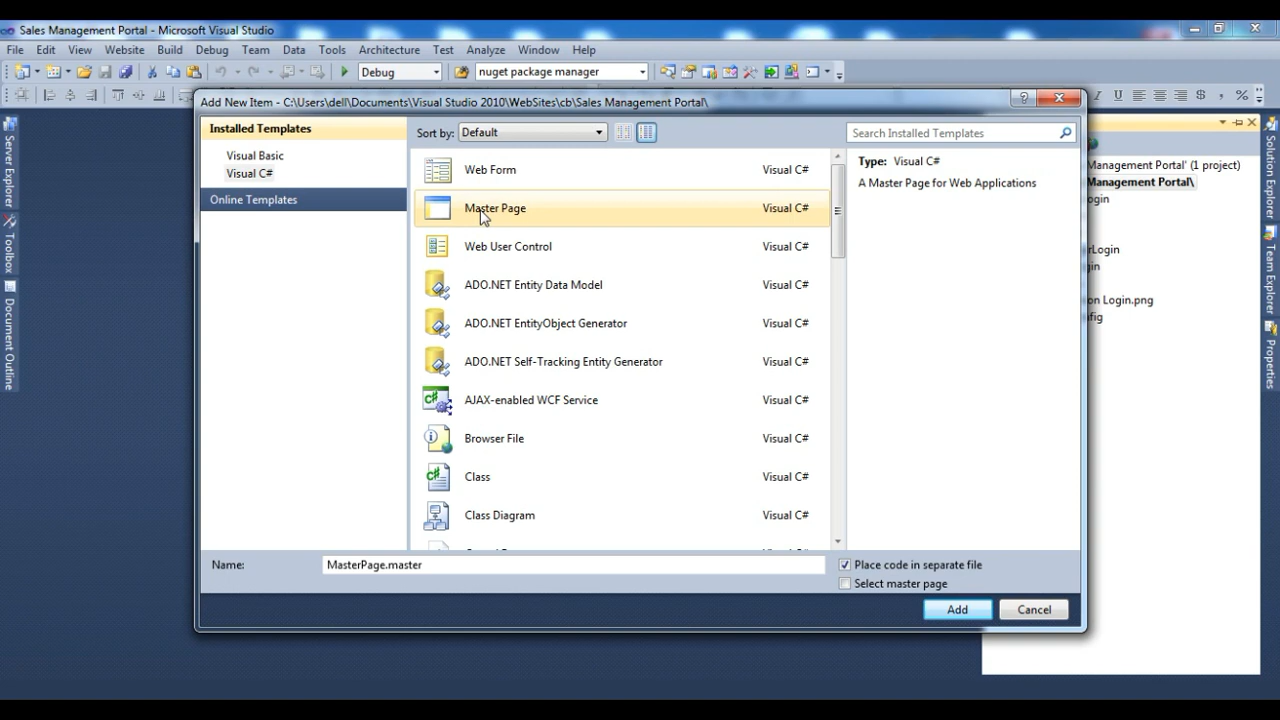 Sales Management Portal - Microsoft Visual Studio
File Edit View Website Build Debug Team Data Tools Architecture Test Analyze Window Help
Debug nuget package manager
Add New Item - C:\Users\dell\Documents\Visual Studio 2010\WebSites\cb\Sales Management Portal\
Installed Templates
Sort by: Default
Search Installed Templates
Visual Basic
Visual C#
Online Templates
Web Form Visual C#
Master Page Visual C#
Web User Control Visual C#
ADO.NET Entity Data Model Visual C#
ADO.NET EntityObject Generator Visual C#
ADO.NET Self-Tracking Entity Generator Visual C#
AJAX-enabled WCF Service Visual C#
Browser File Visual C#
Class Visual C#
Class Diagram Visual C#
Type: Visual C#
A Master Page for Web Applications
Name: MasterPage.master
Place code in separate file
Select master page
Add Cancel
Management Portal' (1 project)
Management Portal\
ogin
rLogin
gin
on Login.png
fig
Server Explorer
Toolbox
Document Outline
Solution Explorer
Team Explorer
Properties